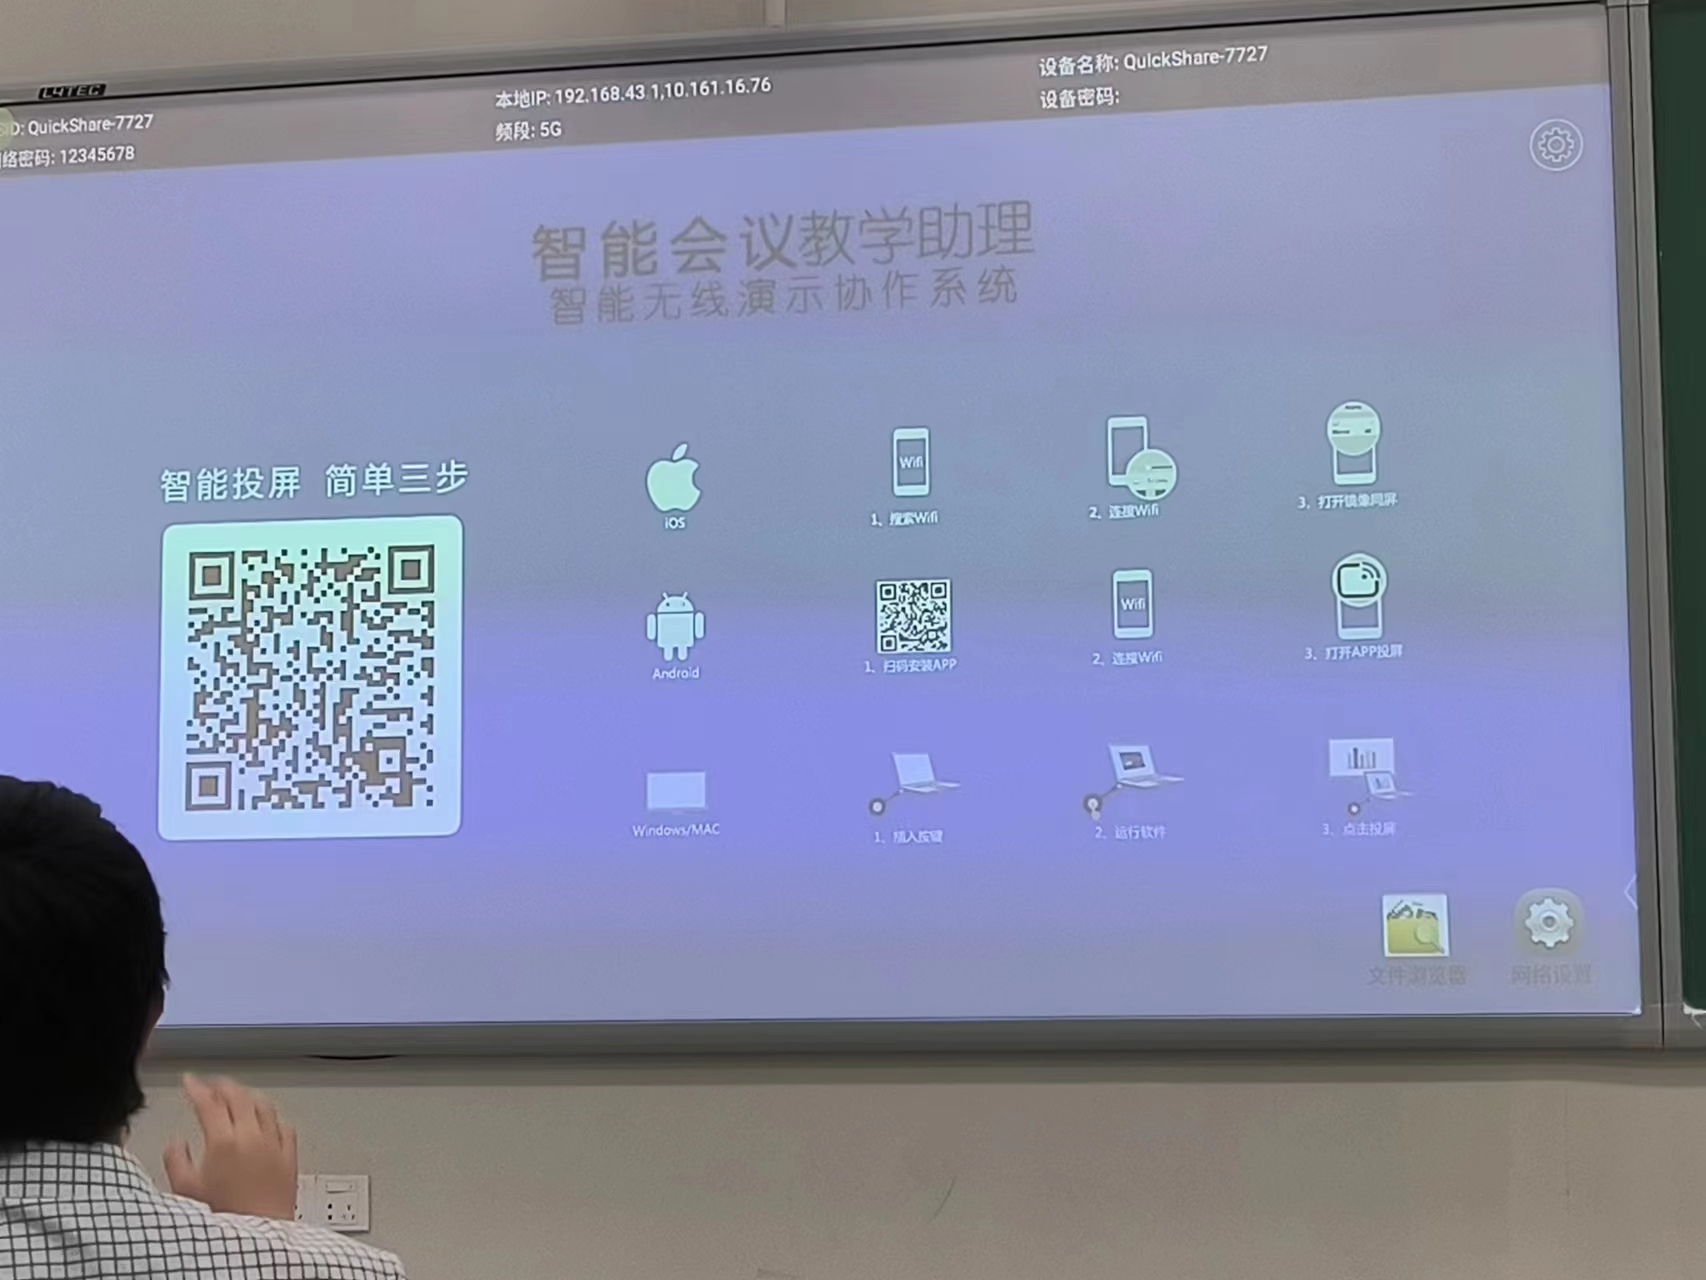 LYTEC
SID: QuickShare-7727
络密码: 12345678
本地IP: 192.168.43.1,10.161.16.76
频段: 5G
设备名称: QuickShare-7727
设备密码:
智能会议教学助理
智能无线演示协作系统
智能投屏 简单三步
iOS
Wifi
1、搜索Wifi
2、连接Wifi
3、打开镜像同屏
Android
1、扫码安装APP
Wifi
2、连接Wifi
3、打开APP投屏
Windows/MAC
1、插入按键
2、运行软件
3、点击投屏
文件浏览器
网络设置